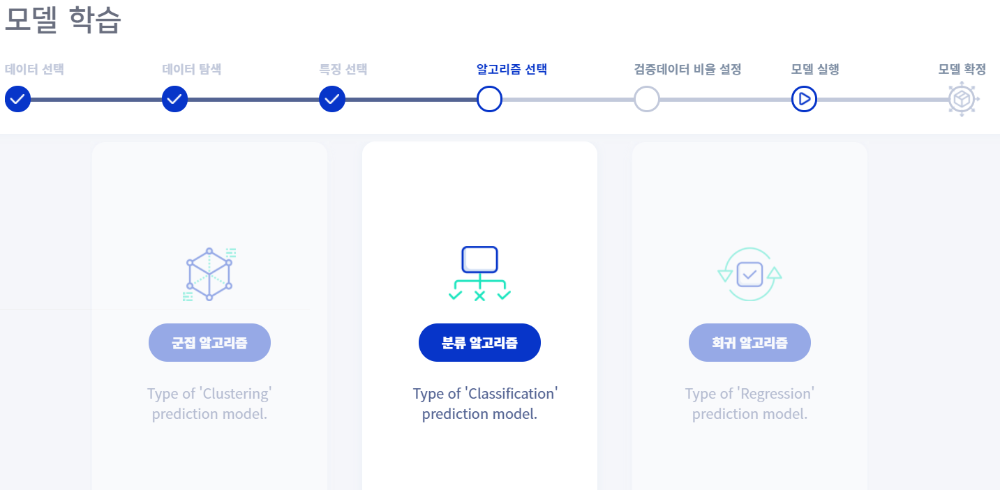 모델 학습
데이터 선택
데이터 탐색
특징 선택
알고리즘 선택
검증데이터 비율 설정
모델 실행
모델 확정
군집 알고리즘
Type of 'Clustering'
prediction model.
분류 알고리즘
Type of 'Classification'
prediction model.
회귀 알고리즘
Type of 'Regression'
prediction model.